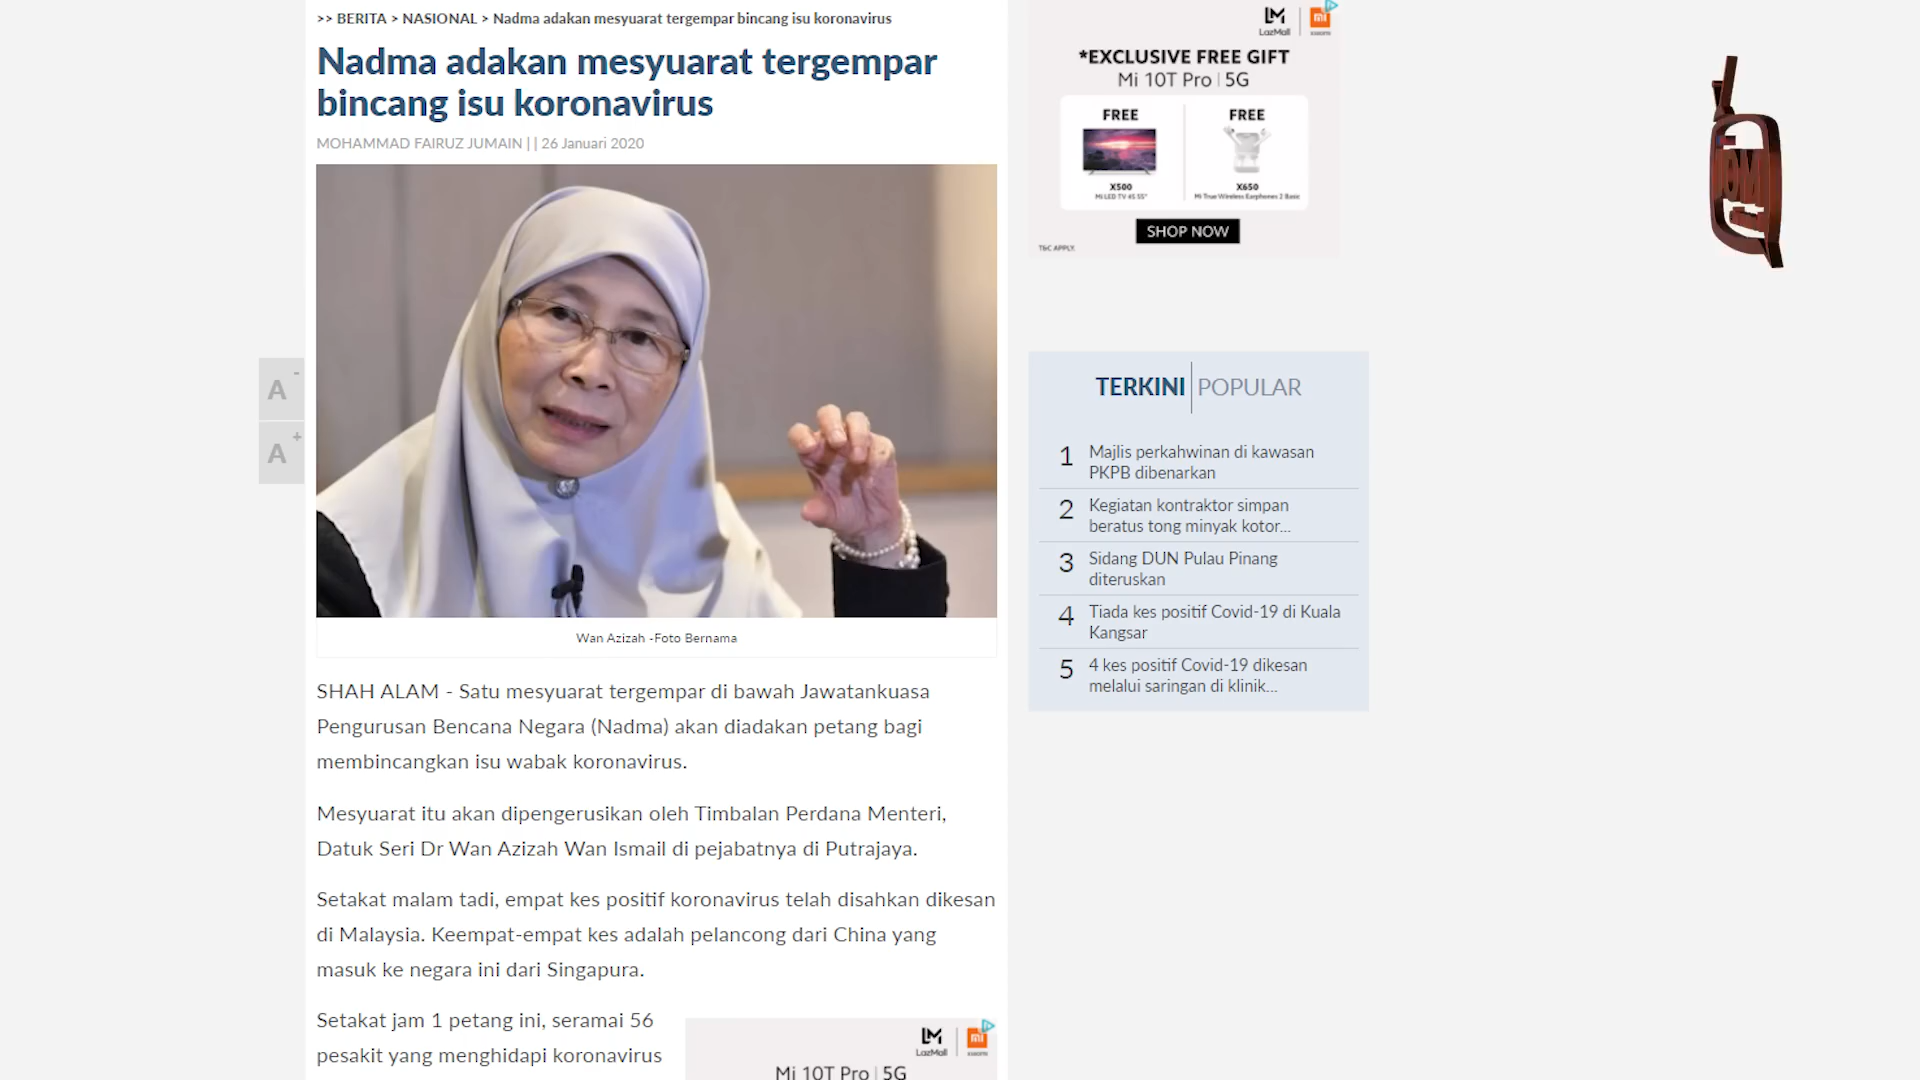 >> BERITA > NASIONAL > Nadma adakan mesyuarat tergempar bincang isu koronavirus
Nadma adakan mesyuarat tergempar
bincang isu koronavirus
MOHAMMAD FAIRUZ JUMAIN | | 26 Januari 2020
A -
A +
Wan Azizah -Foto Bernama
SHAH ALAM - Satu mesyuarat tergempar di bawah Jawatankuasa
Pengurusan Bencana Negara (Nadma) akan diadakan petang bagi
membincangkan isu wabak koronavirus.
Mesyuarat itu akan dipengerusikan oleh Timbalan Perdana Menteri,
Datuk Seri Dr Wan Azizah Wan Ismail di pejabatnya di Putrajaya.
Setakat malam tadi, empat kes positif koronavirus telah disahkan dikesan
di Malaysia. Keempat-empat kes adalah pelancong dari China yang
masuk ke negara ini dari Singapura.
Setakat jam 1 petang ini, seramai 56
pesakit yang menghidapi koronavirus
LM
LazMall
mi
Mi 10T Pro | 5G
LM
LazMall
mi
*EXCLUSIVE FREE GIFT
Mi 10T Pro | 5G
FREE
X500
Mi LED TV 4S 55"
FREE
X650
Mi True Wireless Earphones 2 Basic
SHOP NOW
T&C APPLY.
TERKINI POPULAR
1 Majlis perkahwinan di kawasan
PKPB dibenarkan
2 Kegiatan kontraktor simpan
beratus tong minyak kotor...
3 Sidang DUN Pulau Pinang
diteruskan
4 Tiada kes positif Covid-19 di Kuala
Kangsar
5 4 kes positif Covid-19 dikesan
melalui saringan di klinik...